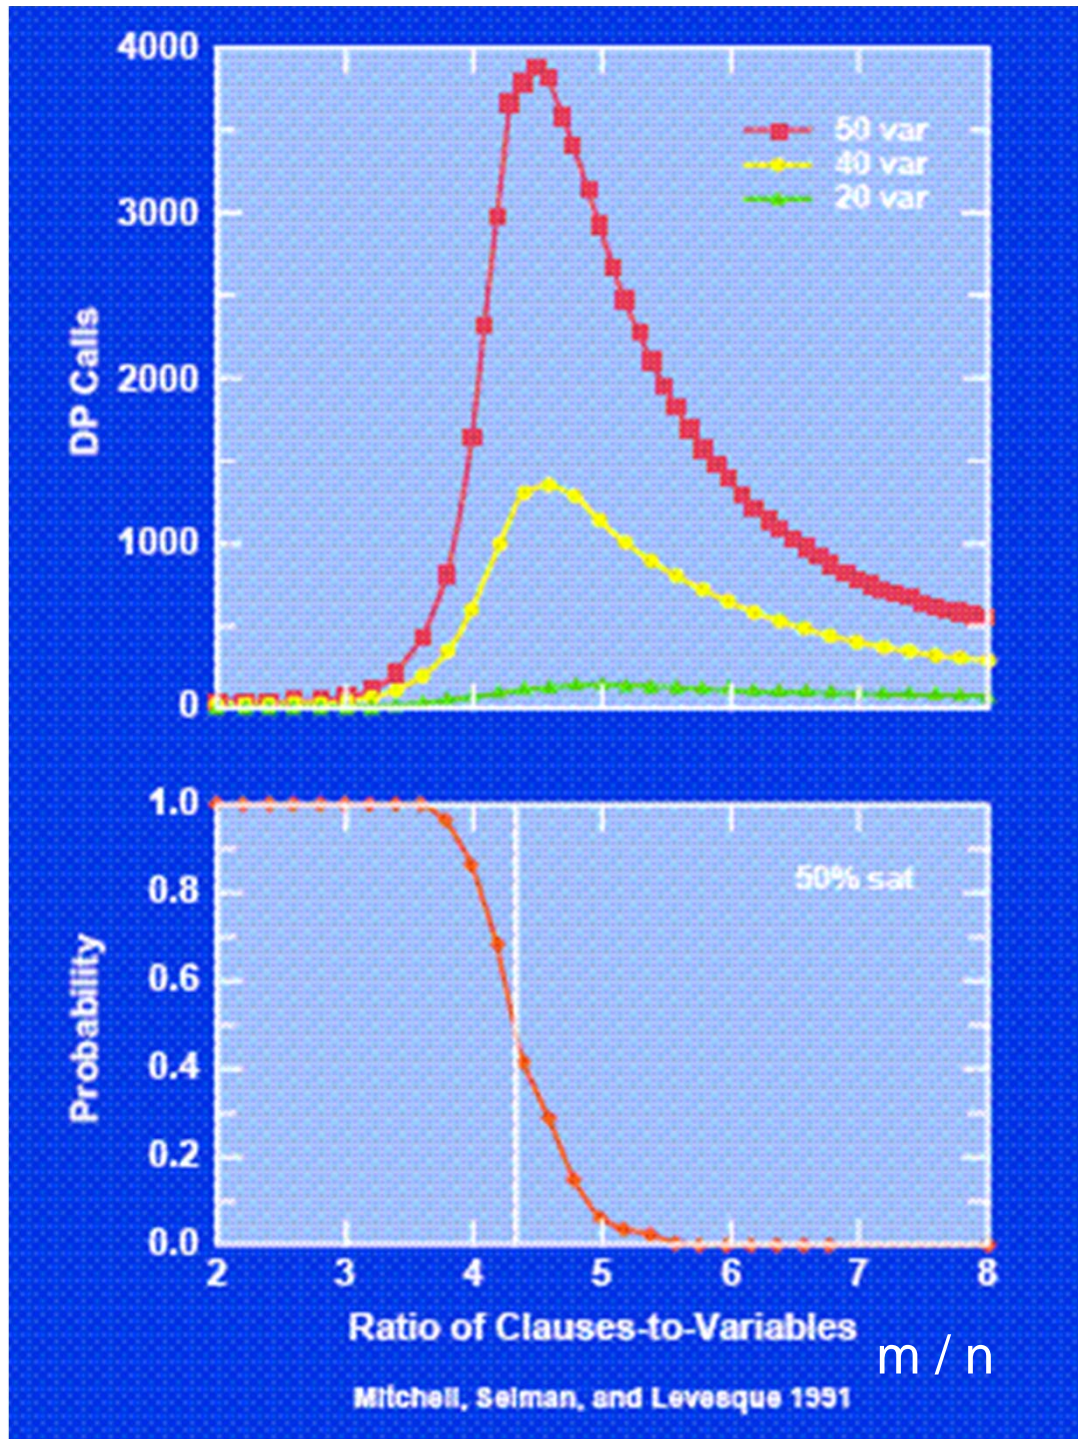 4000
50 var
40 var
20 var
3000
2000
1000
0
DP Calls
1.0
0.8
0.6
0.4
0.2
0.0
50% sat
Probability
2 3 4 5 6 7 8
Ratio of Clauses-to-Variables
m / n
Mitchell, Selman, and Levesque 1991